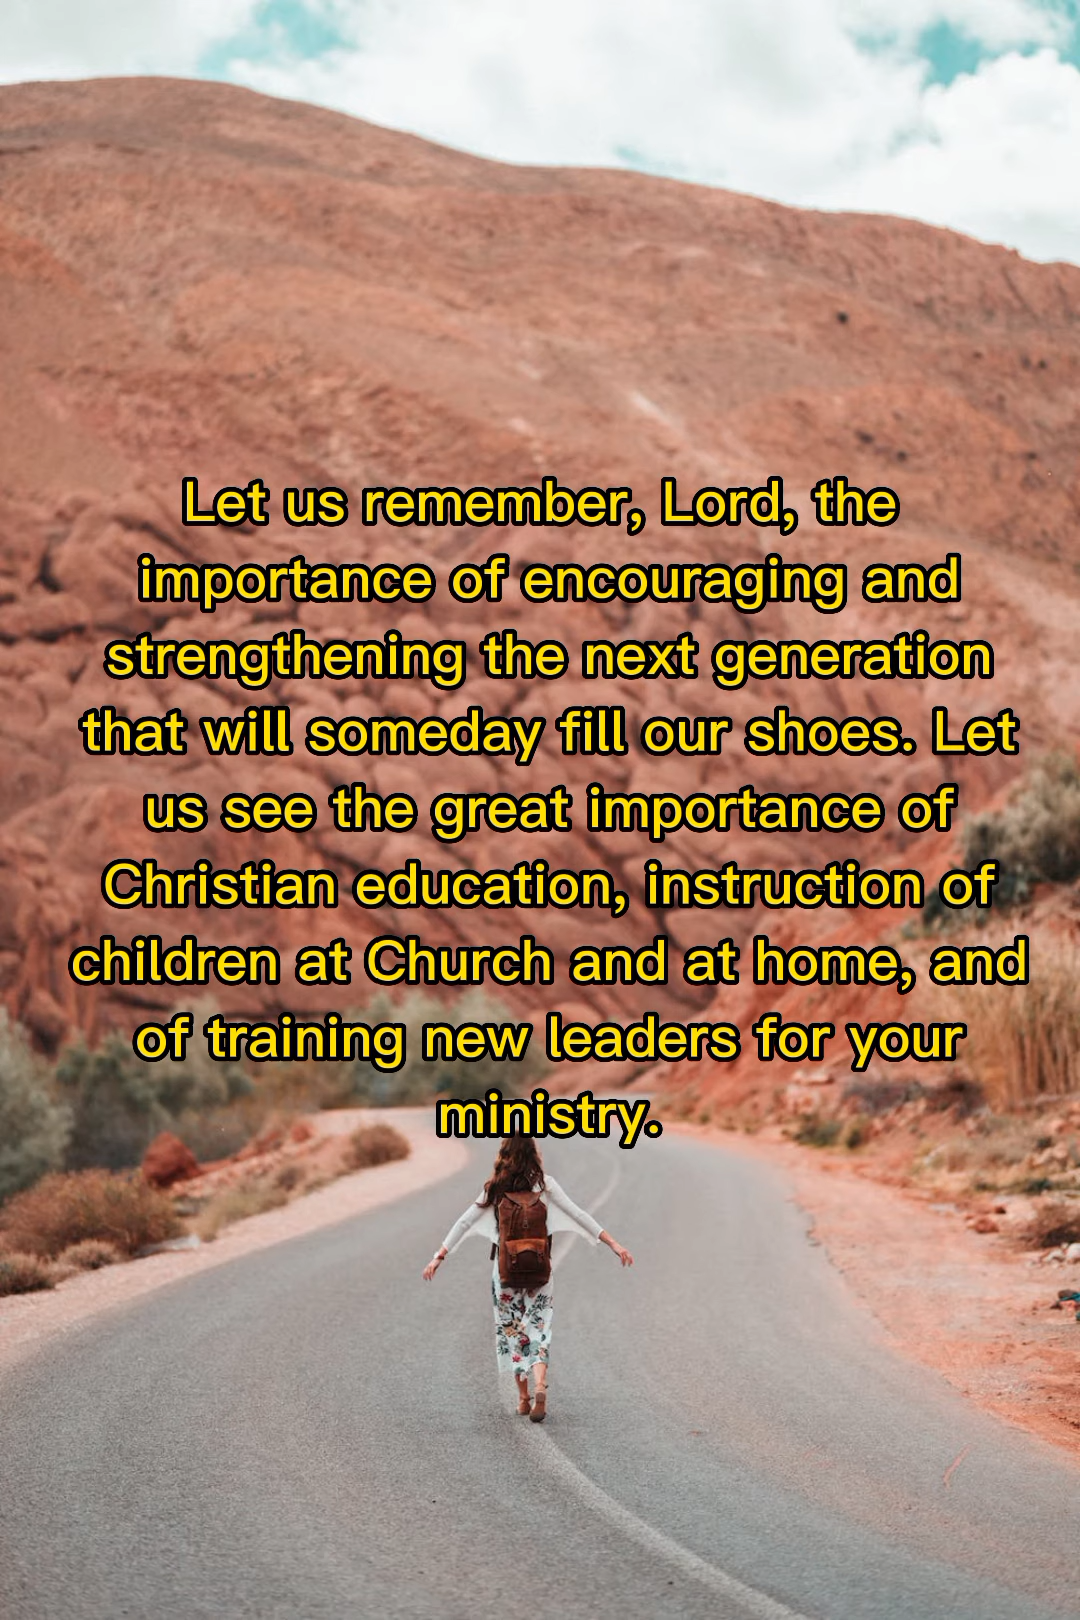 Let us remember, Lord, the
importance of encouraging and
strengthening the next generation
that will someday fill our shoes. Let
us see the great importance of
Christian education, instruction of
children at Church and at home, and
of training new leaders for your
ministry.